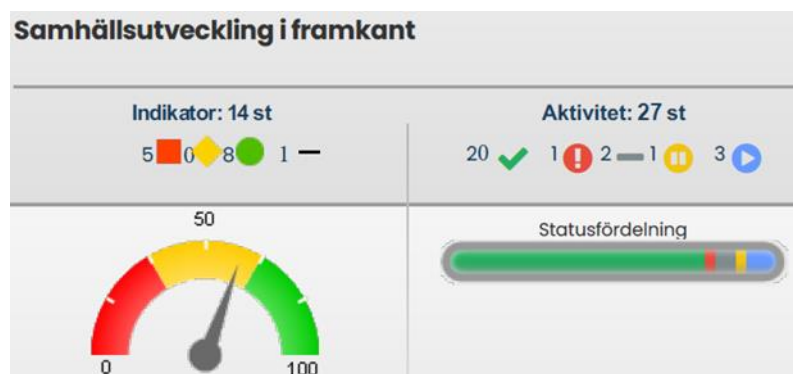 Samhällsutveckling i framkant
Indikator: 14 st
5 0 8 1
Aktivitet: 27 st
20 1 2 1 3
50
0 100
Statusfördelning